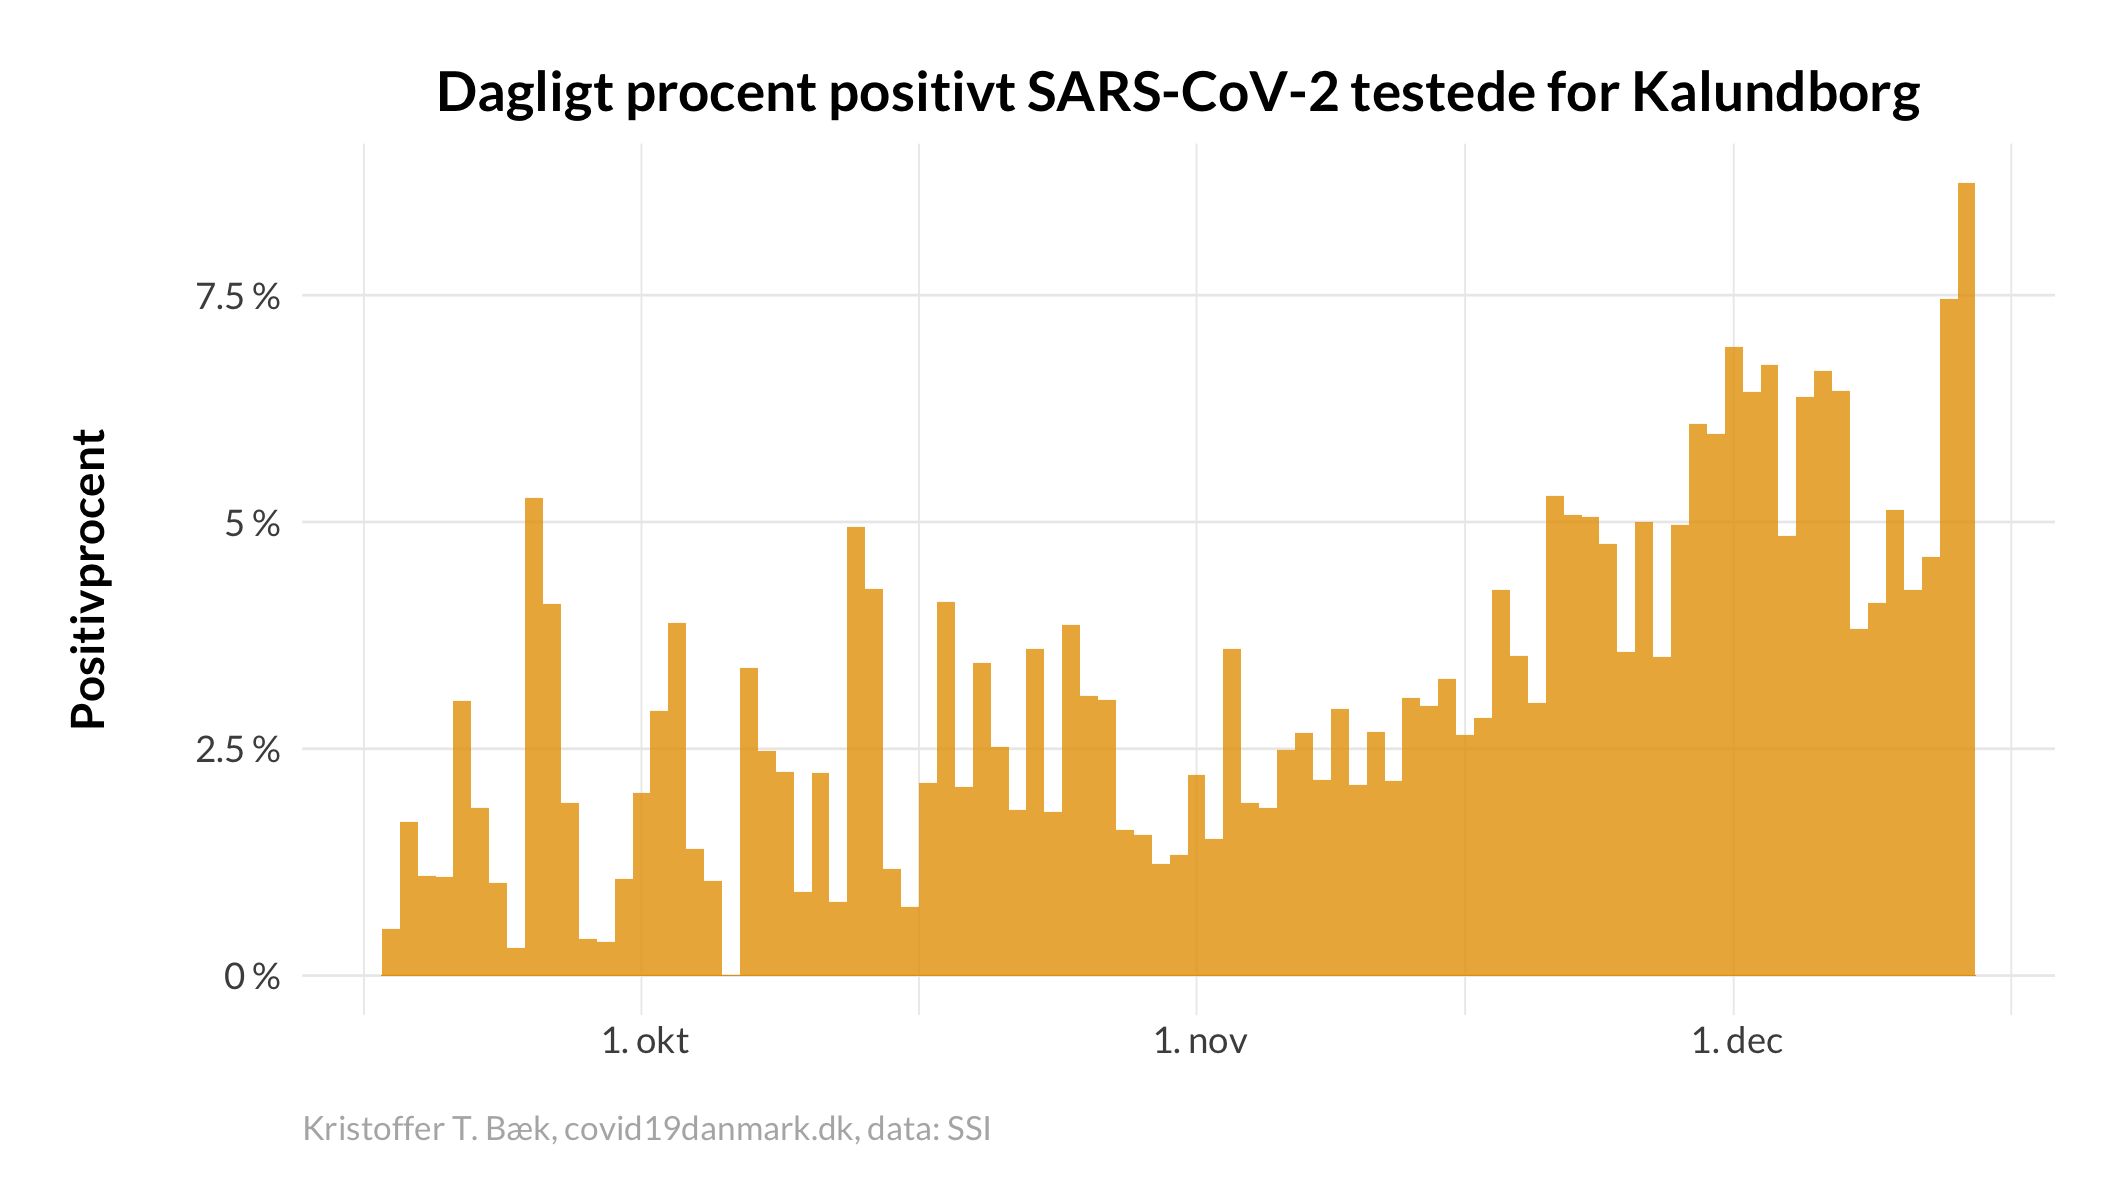 Dagligt procent positivt SARS-CoV-2 testede for Kalundborg
Positivprocent
7.5 %
5 %
2.5 %
0 %
1. okt
1. nov
1. dec
Kristoffer T. Bæk, covid19danmark.dk, data: SSI